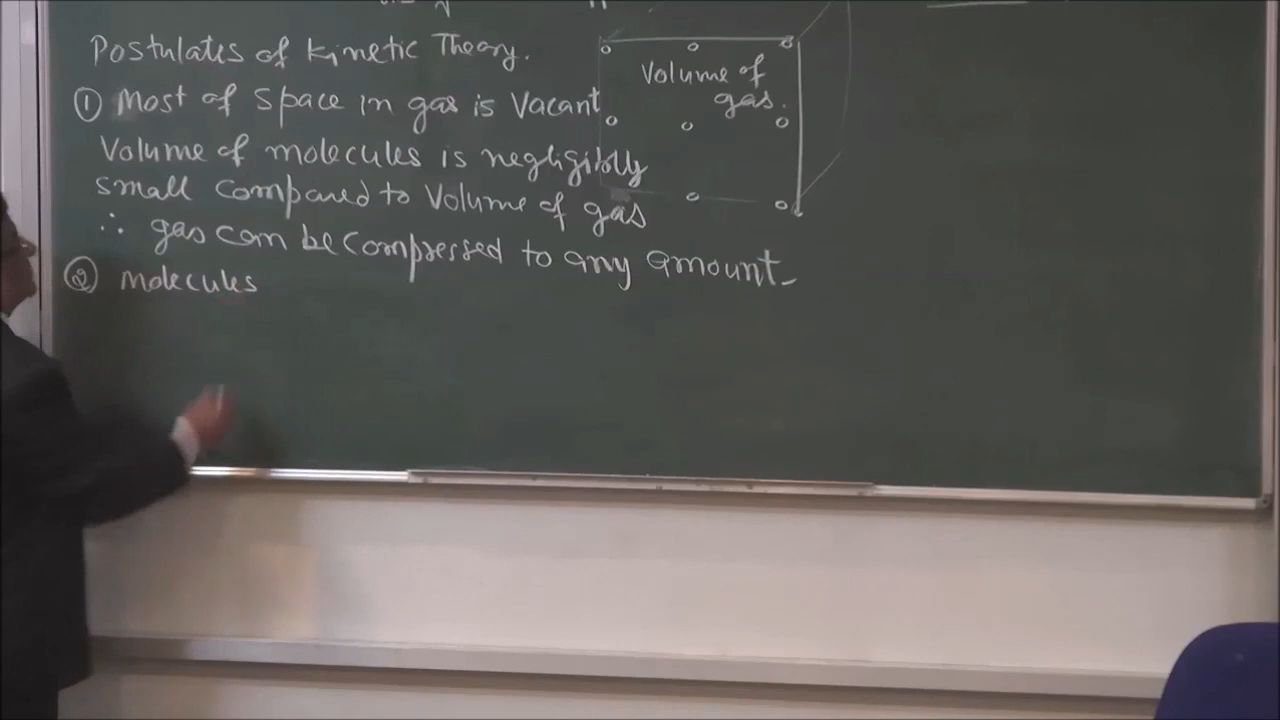 Postulates of Kinetic Theory.
① Most of space in gas is Vacant
Volume of molecules is negligibly
small compared to Volume of gas
∴ gas can be compressed to any amount-
② Molecules
Volume of
gas.